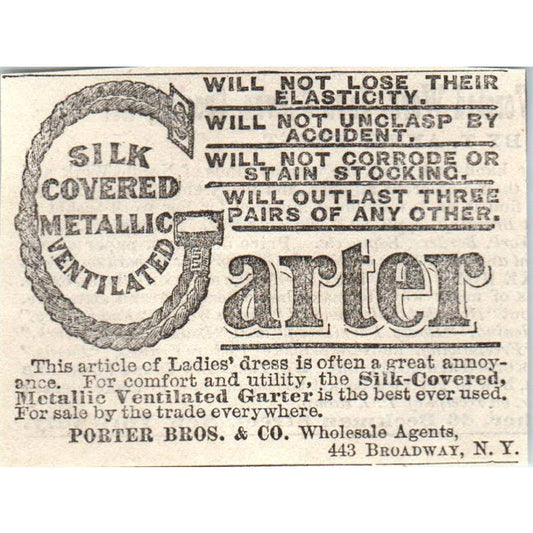 WILL NOT LOSE THEIR
ELASTICITY.
WILL NOT UNCLASP BY
ACCIDENT.
WILL NOT CORRODE OR
STAIN STOCKING.
WILL OUTLAST THREE
PAIRS OF ANY OTHER.
SILK
COVERED
METALLIC
VENTILATED
Garter
This article of Ladies' dress is often a great annoy-
ance. For comfort and utility, the Silk-Covered,
Metallic Ventilated Garter is the best ever used.
For sale by the trade everywhere.
PORTER BROS. & CO. Wholesale Agents,
443 BROADWAY, N. Y.